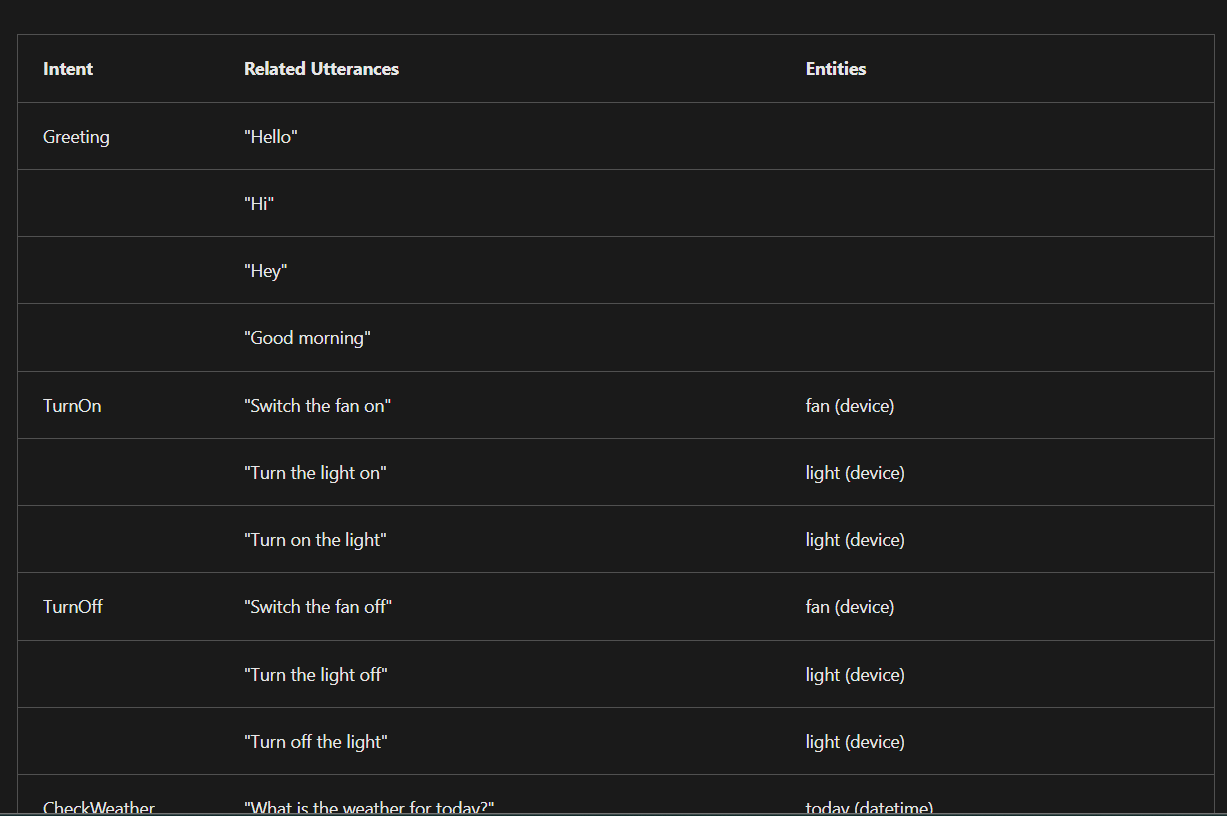 Intent Related Utterances Entities
Greeting "Hello"
"Hi"
"Hey"
"Good morning"
TurnOn "Switch the fan on" fan (device)
"Turn the light on" light (device)
"Turn on the light" light (device)
TurnOff "Switch the fan off" fan (device)
"Turn the light off" light (device)
"Turn off the light" light (device)
CheckWeather "What is the weather for today?" today (datetime)